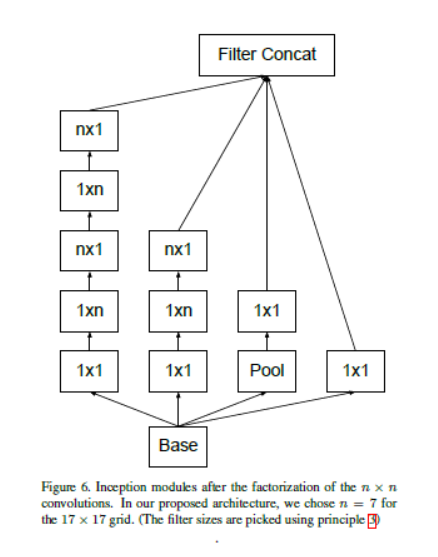 Filter Concat
nx1
1xn
nx1
nx1
1xn
1xn
1x1
1x1
1x1
Pool
1x1
Base
Figure 6. Inception modules after the factorization of the n × n
convolutions. In our proposed architecture, we chose n = 7 for
the 17 × 17 grid. (The filter sizes are picked using principle 3)